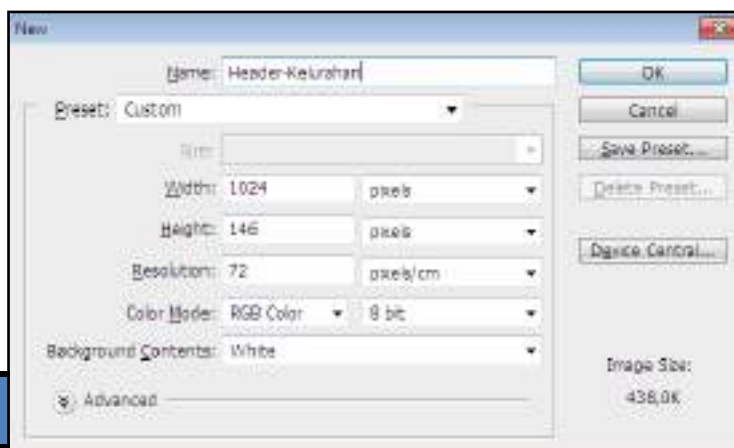 New
Name: Header-Kelurahan
OK
Preset: Custom
Cancel
Size:
Save Preset...
Width: 1024 pixels
Delete Preset...
Height: 146 pixels
Device Central...
Resolution: 72 pixels/cm
Color Mode: RGB Color 8 bit
Background Contents: White
Image Size:
Advanced
438,0K